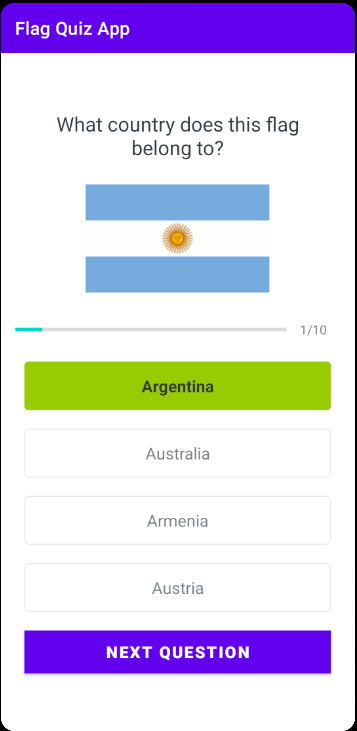 Flag Quiz App
What country does this flag
belong to?
1/10
Argentina
Australia
Armenia
Austria
NEXT QUESTION